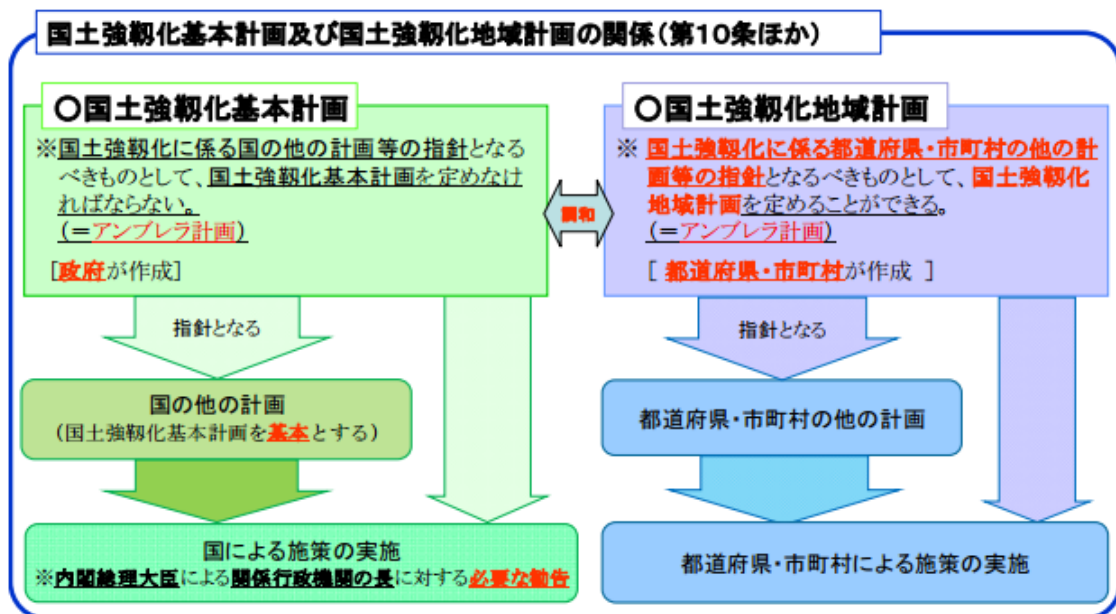 国土強靱化基本計画及び国土強靱化地域計画の関係(第10条ほか)
○国土強靱化基本計画
※国土強靱化に係る国の他の計画等の指針となる
べきものとして、国土強靱化基本計画を定めなけ
ればならない。
(=アンブレラ計画)
[政府が作成]
調和
○国土強靱化地域計画
※ 国土強靱化に係る都道府県・市町村の他の計
画等の指針となるべきものとして、国土強靱化
地域計画を定めることができる。
(=アンブレラ計画)
[ 都道府県・市町村が作成 ]
指針となる
指針となる
国の他の計画
(国土強靱化基本計画を基本とする)
都道府県・市町村の他の計画
国による施策の実施
※内閣総理大臣による関係行政機関の長に対する必要な勧告
都道府県・市町村による施策の実施